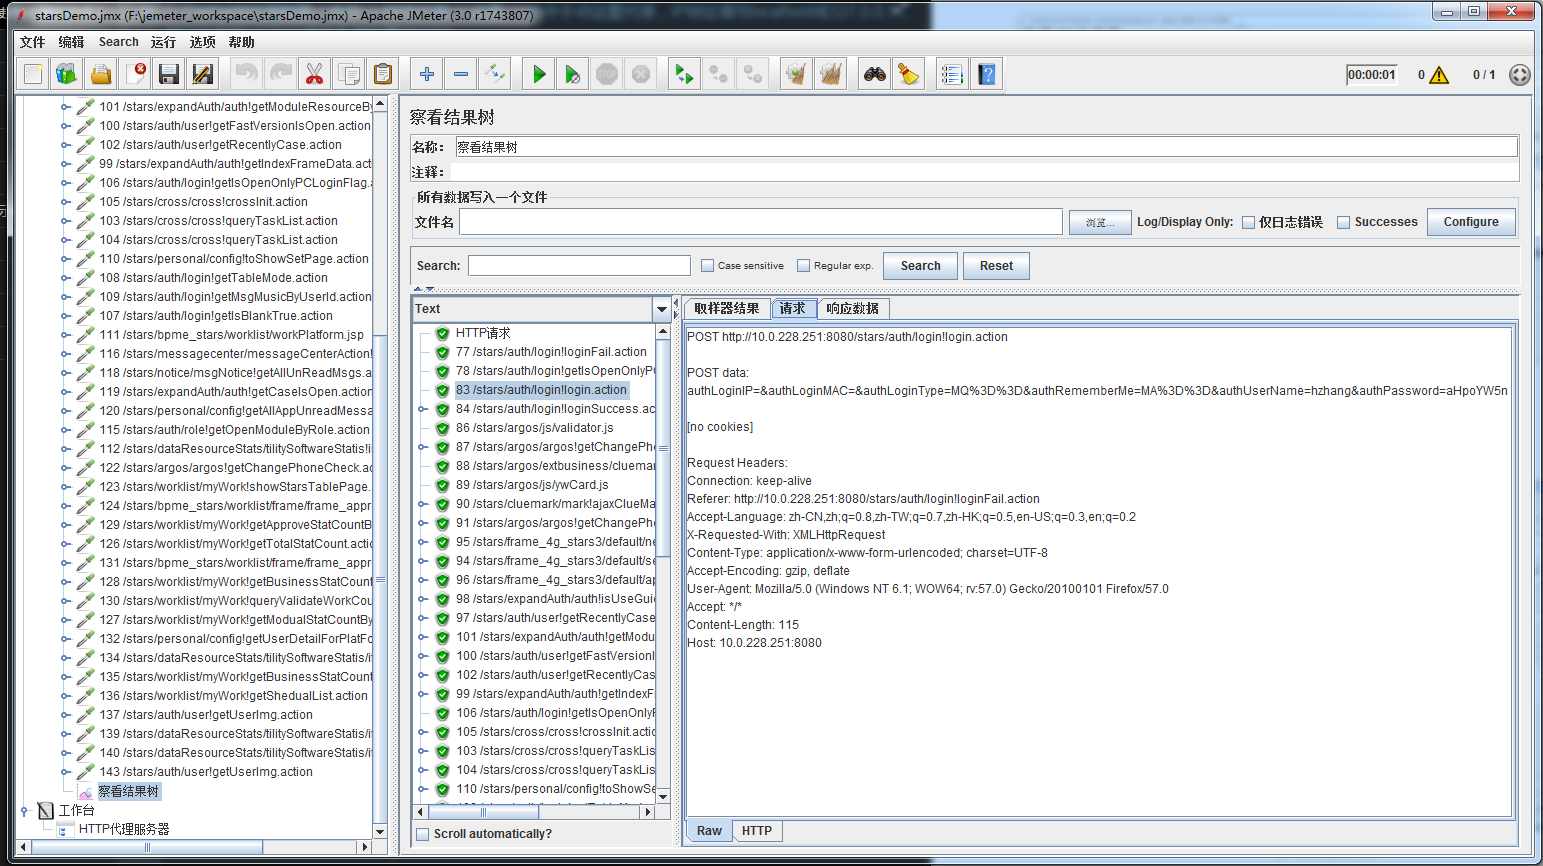 starsDemo.jmx (F:\jemeter_workspace\starsDemo.jmx) - Apache JMeter (3.0 r1743807)
文件 编辑 Search 运行 选项 帮助
00:00:01 0 0 / 1
101 /stars/expandAuth/auth!getModuleResourceBy
100 /stars/auth/user!getFastVersionIsOpen.action
102 /stars/auth/user!getRecentlyCase.action
99 /stars/expandAuth/auth!getIndexFrameData.act
106 /stars/auth/login!getIsOpenOnlyPCLoginFlag.a
105 /stars/cross/cross!crossInit.action
103 /stars/cross/cross!queryTaskList.action
104 /stars/cross/cross!queryTaskList.action
110 /stars/personal/config!toShowSetPage.action
108 /stars/auth/login!getTableMode.action
109 /stars/auth/login!getMsgMusicByUserId.action
107 /stars/auth/login!getIsBlankTrue.action
111 /stars/bpme_stars/worklist/workPlatform.jsp
116 /stars/messagecenter/messageCenterAction!
118 /stars/notice/msgNotice!getAllUnReadMsgs.a
119 /stars/expandAuth/auth!getCaseIsOpen.action
120 /stars/personal/config!getAllAppUnreadMessa
115 /stars/auth/role!getOpenModuleByRole.action
112 /stars/dataResourceStats/tilitySoftwareStatis!i
122 /stars/argos/argos!getChangePhoneCheck.ac
123 /stars/worklist/myWork!showStarsTablePage.
124 /stars/bpme_stars/worklist/frame/frame_appr
129 /stars/worklist/myWork!getApproveStatCountB
126 /stars/worklist/myWork!getTotalStatCount.actio
131 /stars/bpme_stars/worklist/frame/frame_appr
128 /stars/worklist/myWork!getBusinessStatCount
130 /stars/worklist/myWork!queryValidateWorkCou
127 /stars/worklist/myWork!getModualStatCountBy
132 /stars/personal/config!getUserDetailForPlatFo
134 /stars/dataResourceStats/tilitySoftwareStatis/i
135 /stars/worklist/myWork!getBusinessStatCount
136 /stars/worklist/myWork!getShedualList.action
137 /stars/auth/user!getUserImg.action
139 /stars/dataResourceStats/tilitySoftwareStatis/i
140 /stars/dataResourceStats/tilitySoftwareStatis/i
143 /stars/auth/user!getUserImg.action
察看结果树
工作台
HTTP代理服务器
察看结果树
名称： 察看结果树
注释：
所有数据写入一个文件
文件名 浏览... Log/Display Only: 仅日志错误 Successes Configure
Search: Case sensitive Regular exp. Search Reset
Text
HTTP请求
77 /stars/auth/login!loginFail.action
78 /stars/auth/login!getIsOpenOnlyPC
83 /stars/auth/login!login.action
84 /stars/auth/login!loginSuccess.ac
86 /stars/argos/js/validator.js
87 /stars/argos/argos!getChangePho
88 /stars/argos/extbusiness/cluemar
89 /stars/argos/js/ywCard.js
90 /stars/cluemark/mark!ajaxClueMa
91 /stars/argos/argos!getChangePho
95 /stars/frame_4g_stars3/default/ne
94 /stars/frame_4g_stars3/default/se
96 /stars/frame_4g_stars3/default/ap
98 /stars/expandAuth/auth!isUseGuid
97 /stars/auth/user!getRecentlyCase
101 /stars/expandAuth/auth!getModu
100 /stars/auth/user!getFastVersionI
102 /stars/auth/user!getRecentlyCas
99 /stars/expandAuth/auth!getIndexF
106 /stars/auth/login!getIsOpenOnlyP
105 /stars/cross/cross!crossInit.actio
103 /stars/cross/cross!queryTaskLis
104 /stars/cross/cross!queryTaskLis
110 /stars/personal/config!toShowSe
Scroll automatically?
取样器结果 请求 响应数据
POST http://10.0.228.251:8080/stars/auth/login!login.action
POST data:
authLoginIP=&authLoginMAC=&authLoginType=MQ%3D%3D&authRememberMe=MA%3D%3D&authUserName=hzhang&authPassword=aHpoYW5n
[no cookies]
Request Headers:
Connection: keep-alive
Referer: http://10.0.228.251:8080/stars/auth/login!loginFail.action
Accept-Language: zh-CN,zh;q=0.8,zh-TW;q=0.7,zh-HK;q=0.5,en-US;q=0.3,en;q=0.2
X-Requested-With: XMLHttpRequest
Content-Type: application/x-www-form-urlencoded; charset=UTF-8
Accept-Encoding: gzip, deflate
User-Agent: Mozilla/5.0 (Windows NT 6.1; WOW64; rv:57.0) Gecko/20100101 Firefox/57.0
Accept: */*
Content-Length: 115
Host: 10.0.228.251:8080
Raw HTTP